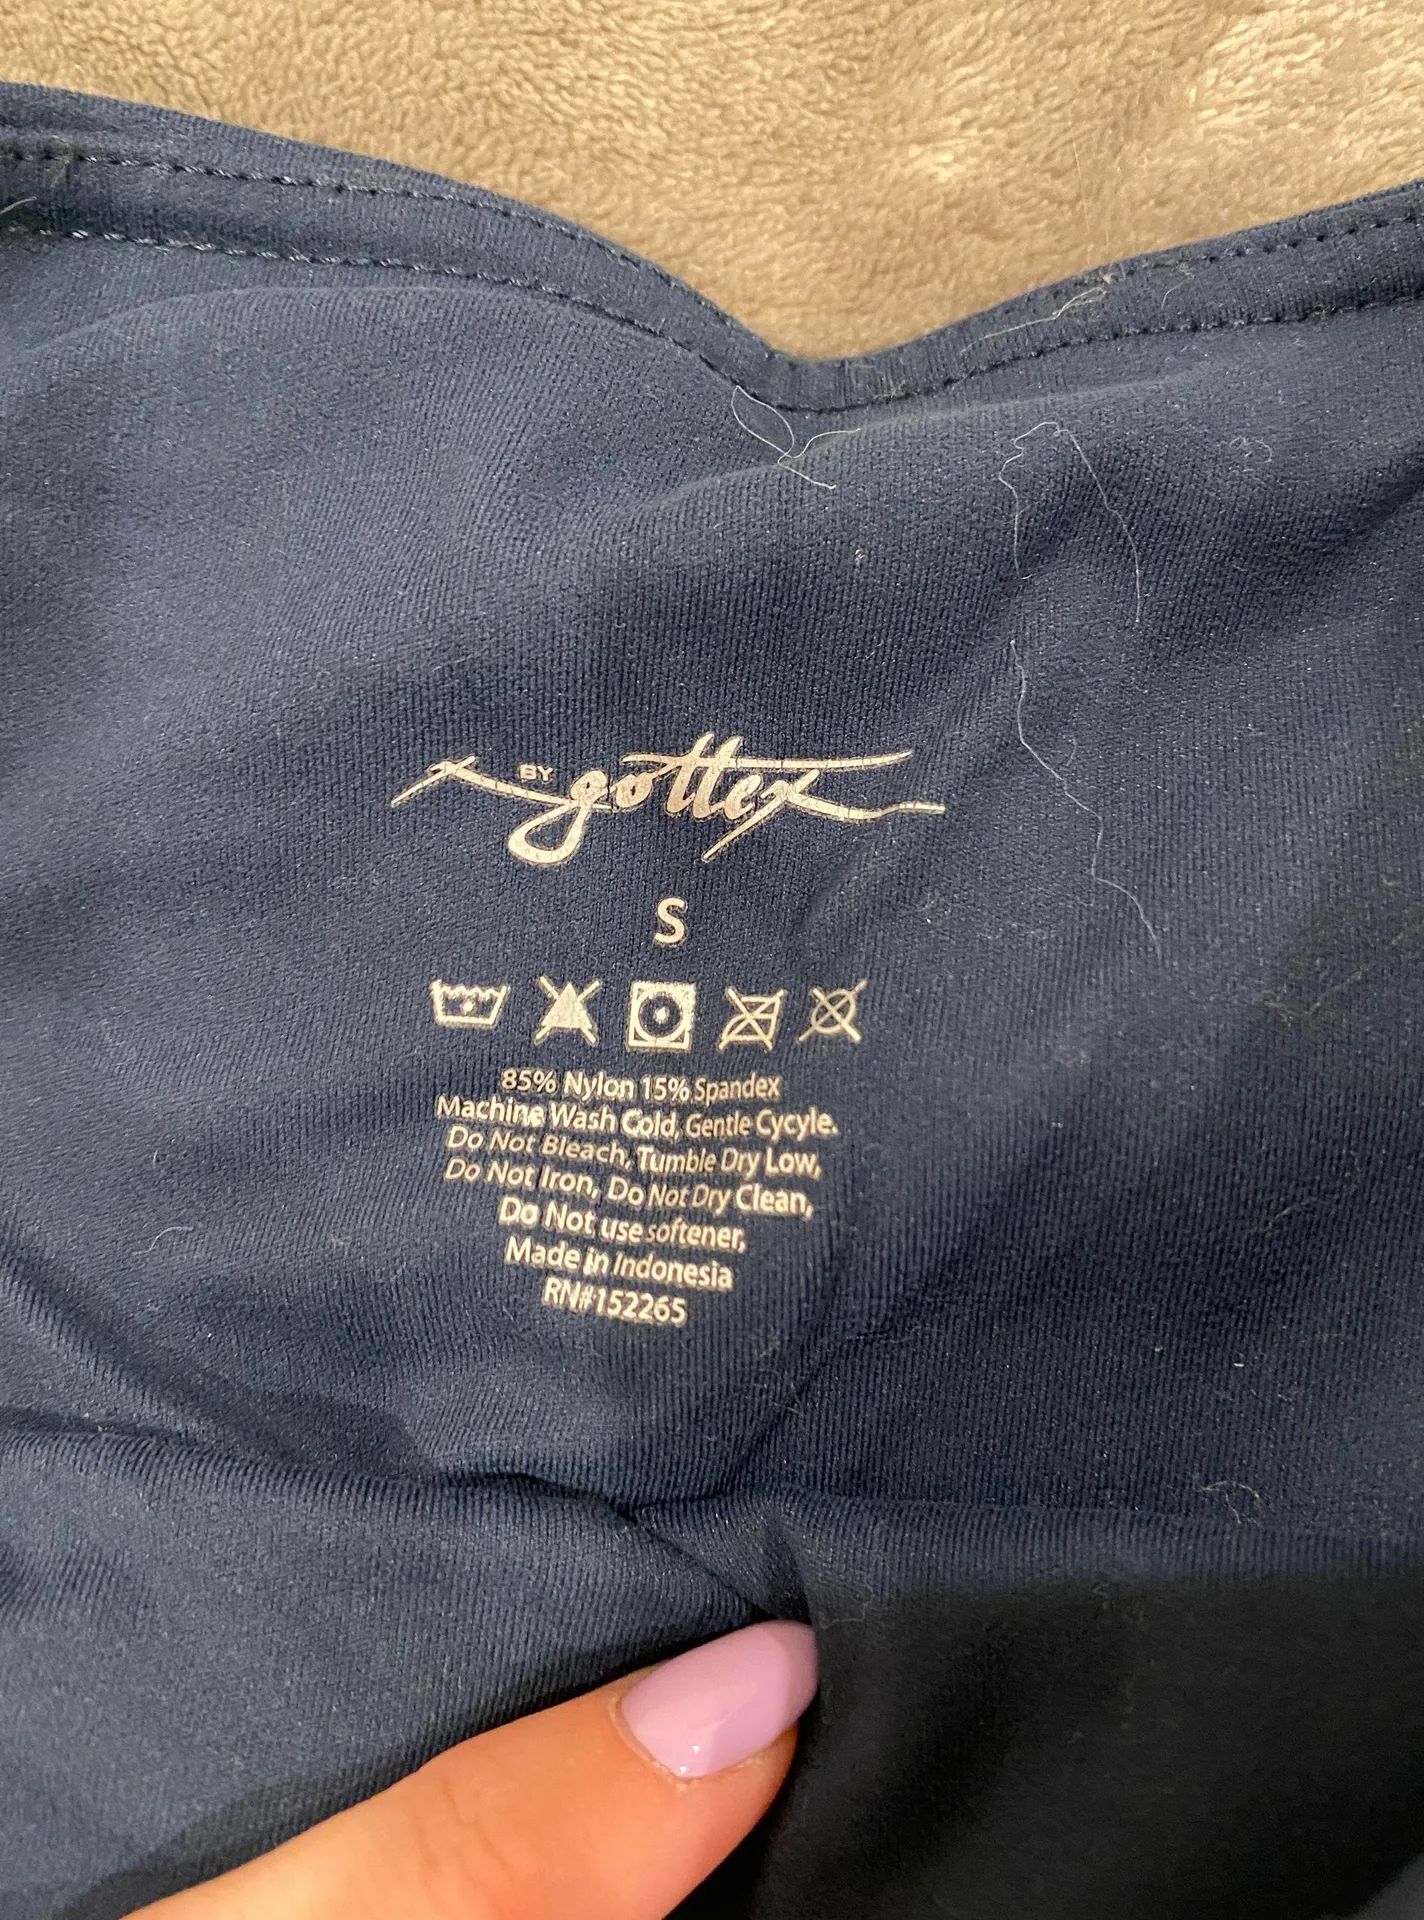 X BY gottex
S
85% Nylon 15% Spandex
Machine Wash Cold, Gentle Cycyle.
Do Not Bleach, Tumble Dry Low,
Do Not Iron, Do Not Dry Clean,
Do Not use softener,
Made in Indonesia
RN#152265